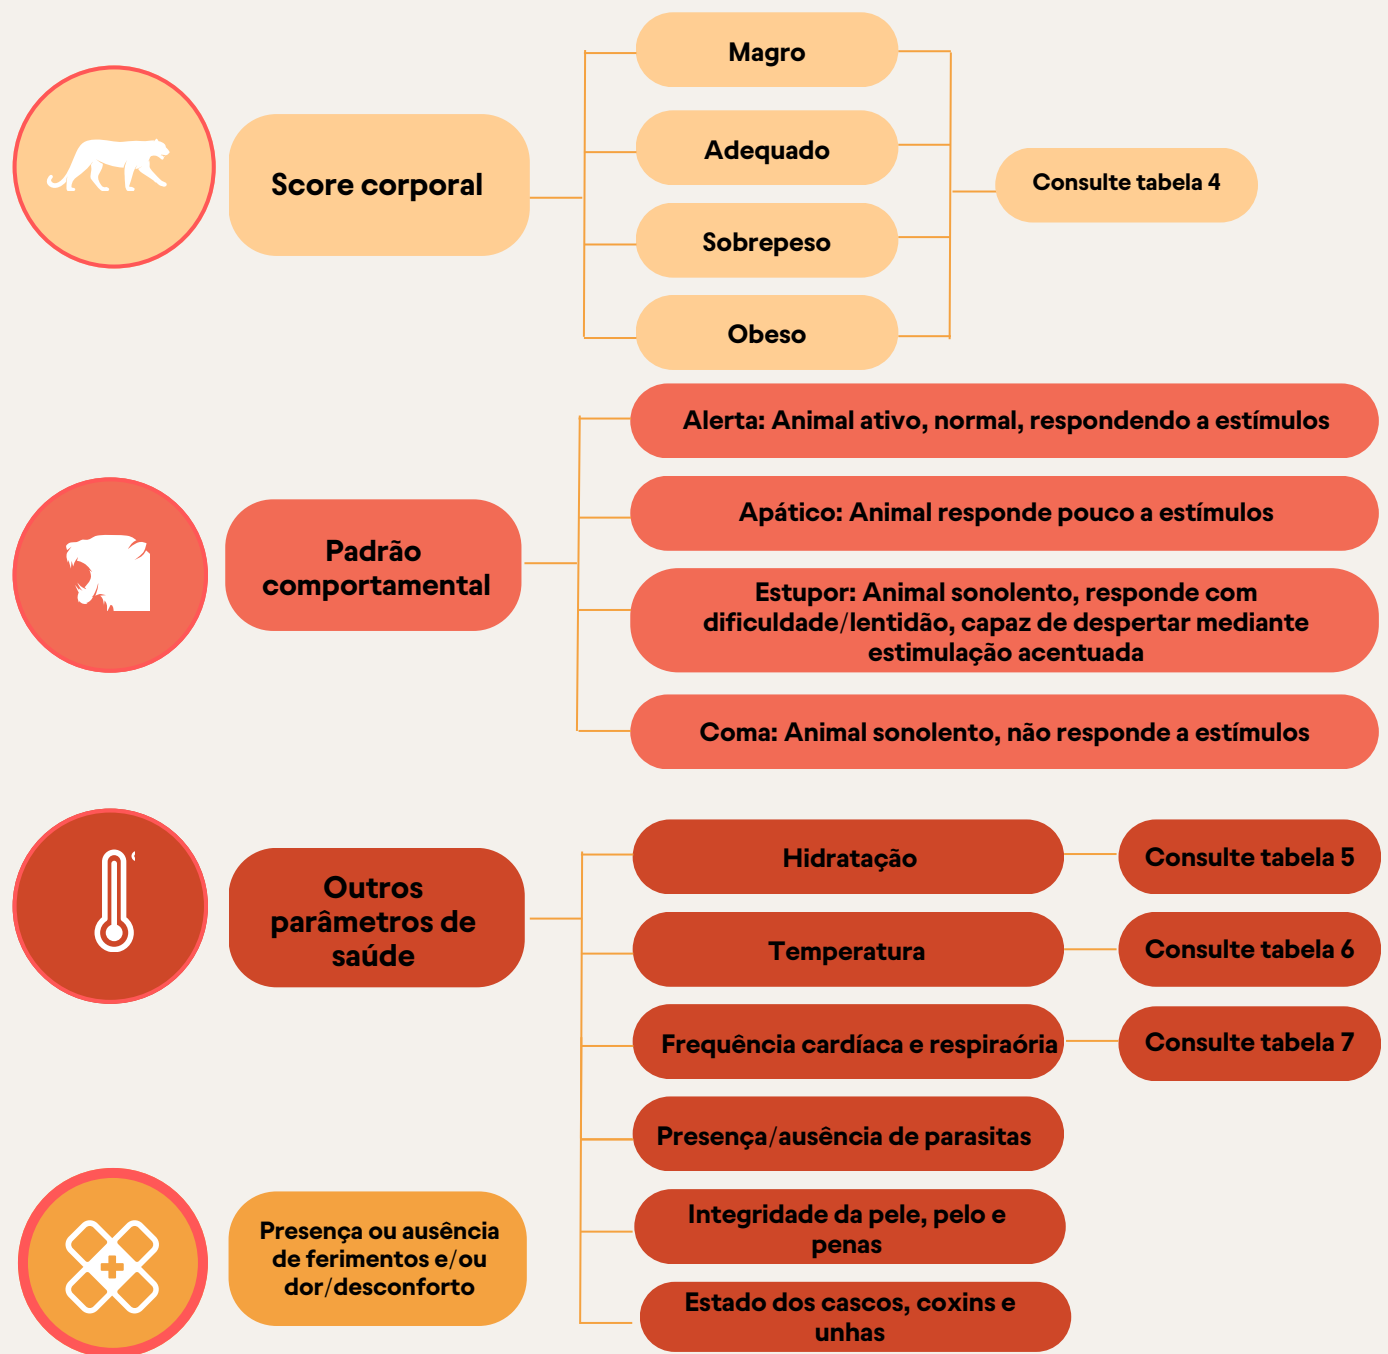 Score corporal
Magro
Adequado
Sobrepeso
Obeso
Consulte tabela 4
Padrão
comportamental
Alerta: Animal ativo, normal, respondendo a estímulos
Apático: Animal responde pouco a estímulos
Estupor: Animal sonolento, responde com
dificuldade/lentidão, capaz de despertar mediante
estimulação acentuada
Coma: Animal sonolento, não responde a estímulos
Outros
parâmetros de
saúde
Hidratação
Consulte tabela 5
Temperatura
Consulte tabela 6
Frequência cardíaca e respiraória
Consulte tabela 7
Presença/ausência de parasitas
Integridade da pele, pelo e
penas
Estado dos cascos, coxins e
unhas
Presença ou ausência
de ferimentos e/ou
dor/desconforto